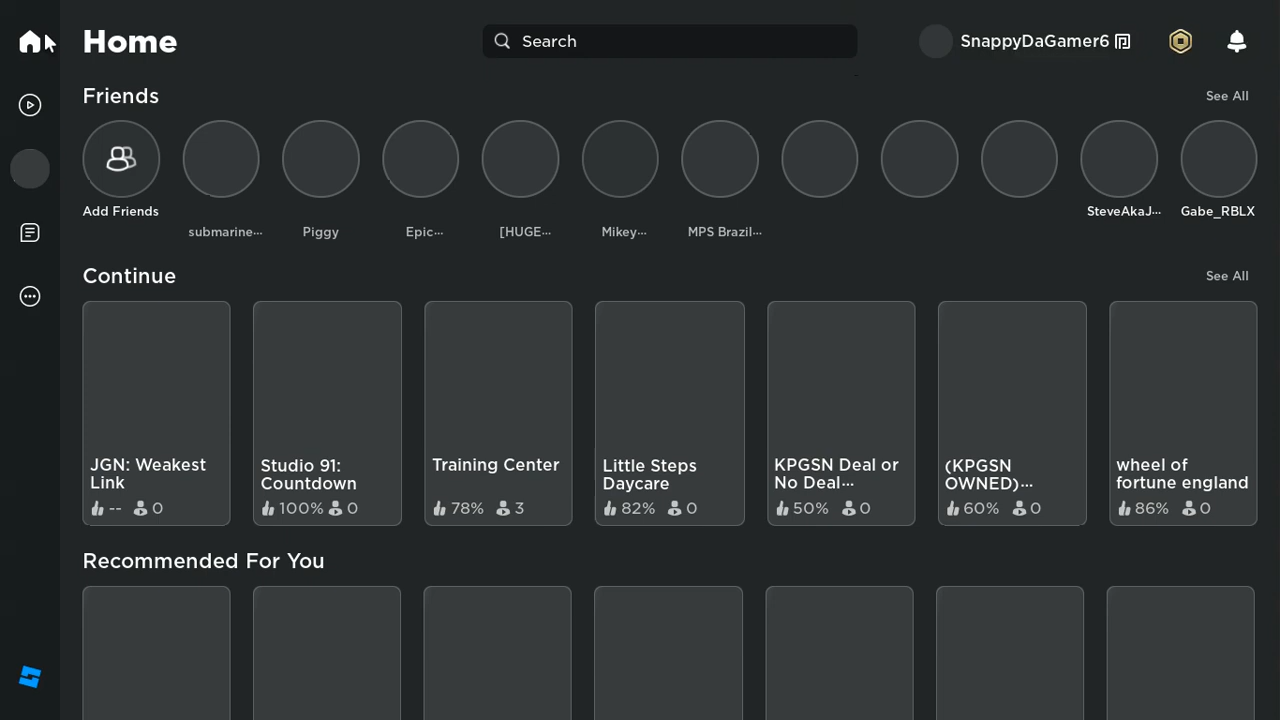 Home
Search
SnappyDaGamer6
Friends
See All
Add Friends
SteveAkaJ...
Gabe_RBLX
submarine...
Piggy
Epic...
[HUGE...
Mikey...
MPS Brazil...
Continue
See All
JGN: Weakest
Link
-- 0
Studio 91:
Countdown
100% 0
Training Center
78% 3
Little Steps
Daycare
82% 0
KPGSN Deal or
No Deal...
50% 0
(KPGSN
OWNED)...
60% 0
wheel of
fortune england
86% 0
Recommended For You